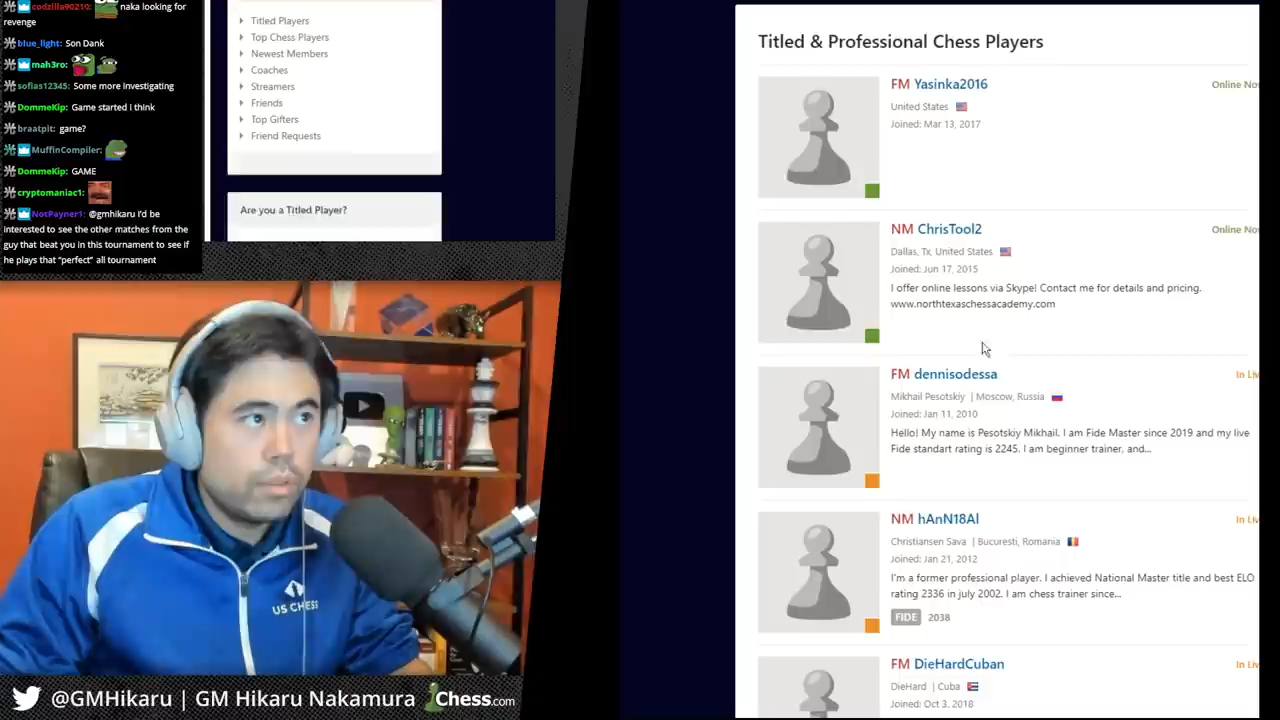 codzilla90210: naka looking for
revenge
blue_light: Son Dank
mah3ro:
sofias12345: Some more investigating
DommeKip: Game started I think
braatpit: game?
MuffinCompiler:
DommeKip: GAME
cryptomaniac1:
NotPayner1: @gmhikaru I'd be
interested to see the other matches from
the guy that beat you in this tournament to see if
he plays that “perfect” all tournament
Titled Players
Top Chess Players
Newest Members
Coaches
Streamers
Friends
Top Gifters
Friend Requests
Are you a Titled Player?
Titled & Professional Chess Players
FM Yasinka2016
Online No
United States
Joined: Mar 13, 2017
NM ChrisTool2
Online No
Dallas, Tx, United States
Joined: Jun 17, 2015
I offer online lessons via Skype! Contact me for details and pricing.
www.northtexaschessacademy.com
FM dennisodessa
In Liv
Mikhail Pesotskiy | Moscow, Russia
Joined: Jan 11, 2010
Hello! My name is Pesotskiy Mikhail. I am Fide Master since 2019 and my live
Fide standart rating is 2245. I am beginner trainer, and...
NM hAnN18Al
In Liv
Christiansen Sava | Bucuresti, Romania
Joined: Jan 21, 2012
I'm a former professional player. I achieved National Master title and best ELO
rating 2336 in july 2002. I am chess trainer since...
FIDE 2038
FM DieHardCuban
In Liv
DieHard | Cuba
Joined: Oct 3, 2018
US CHESS
@GMHikaru | GM Hikaru Nakamura Chess.com